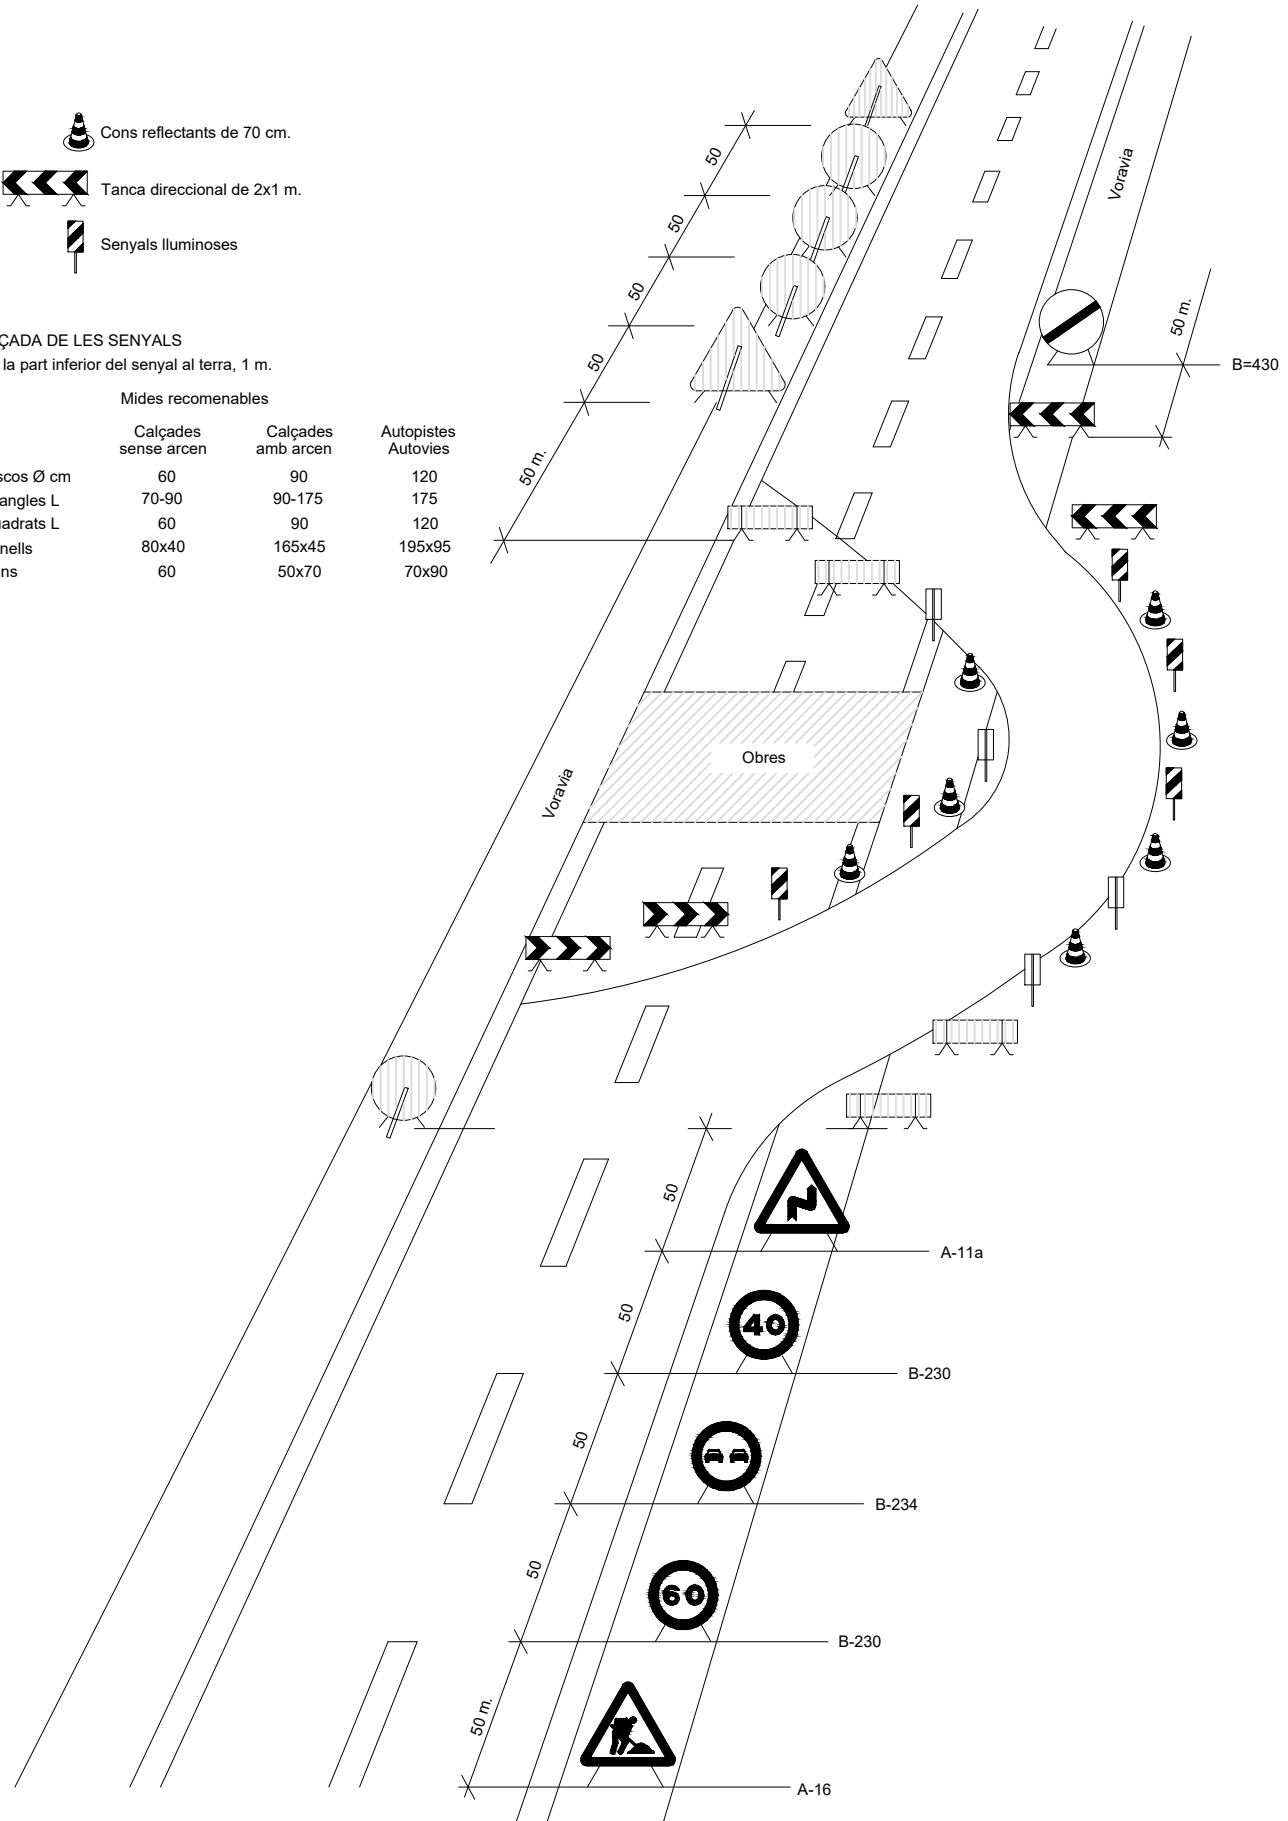 Cons reflectants de 70 cm.
Tanca direccional de 2x1 m.
Senyals lluminoses
ÇADA DE LES SENYALS
la part inferior del senyal al terra, 1 m.
Mides recomenables
Calçades sense arcen
Calçades amb arcen
Autopistes Autovies
scos Ø cm 60 90 120
angles L 70-90 90-175 175
uadrats L 60 90 120
nells 80x40 165x45 195x95
ns 60 50x70 70x90
50
50
50
50
50 m.
Voravia
50 m.
B=430
Obres
Voravia
50
A-11a
50
40
B-230
50
B-234
50
60
B-230
50 m.
A-16